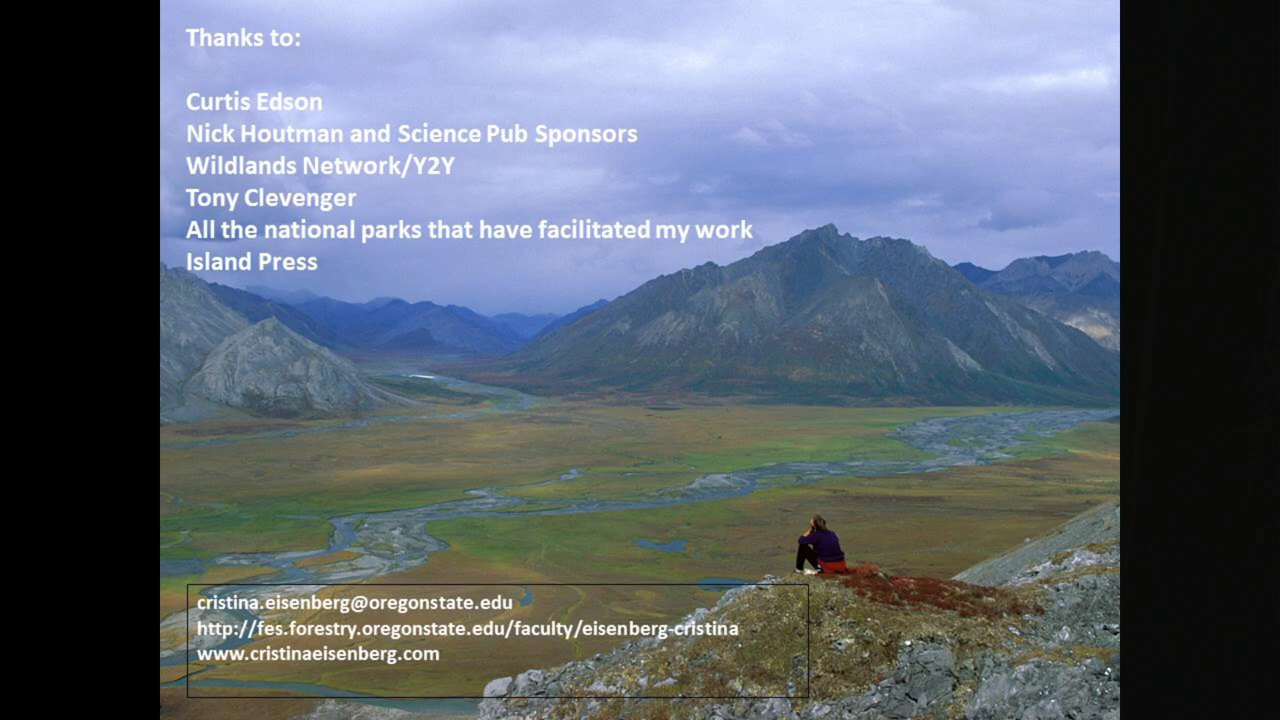 Thanks to:
Curtis Edson
Nick Houtman and Science Pub Sponsors
Wildlands Network/Y2Y
Tony Clevenger
All the national parks that have facilitated my work
Island Press
cristina.eisenberg@oregonstate.edu
http://fes.forestry.oregonstate.edu/faculty/eisenberg-cristina
www.cristinaeisenberg.com